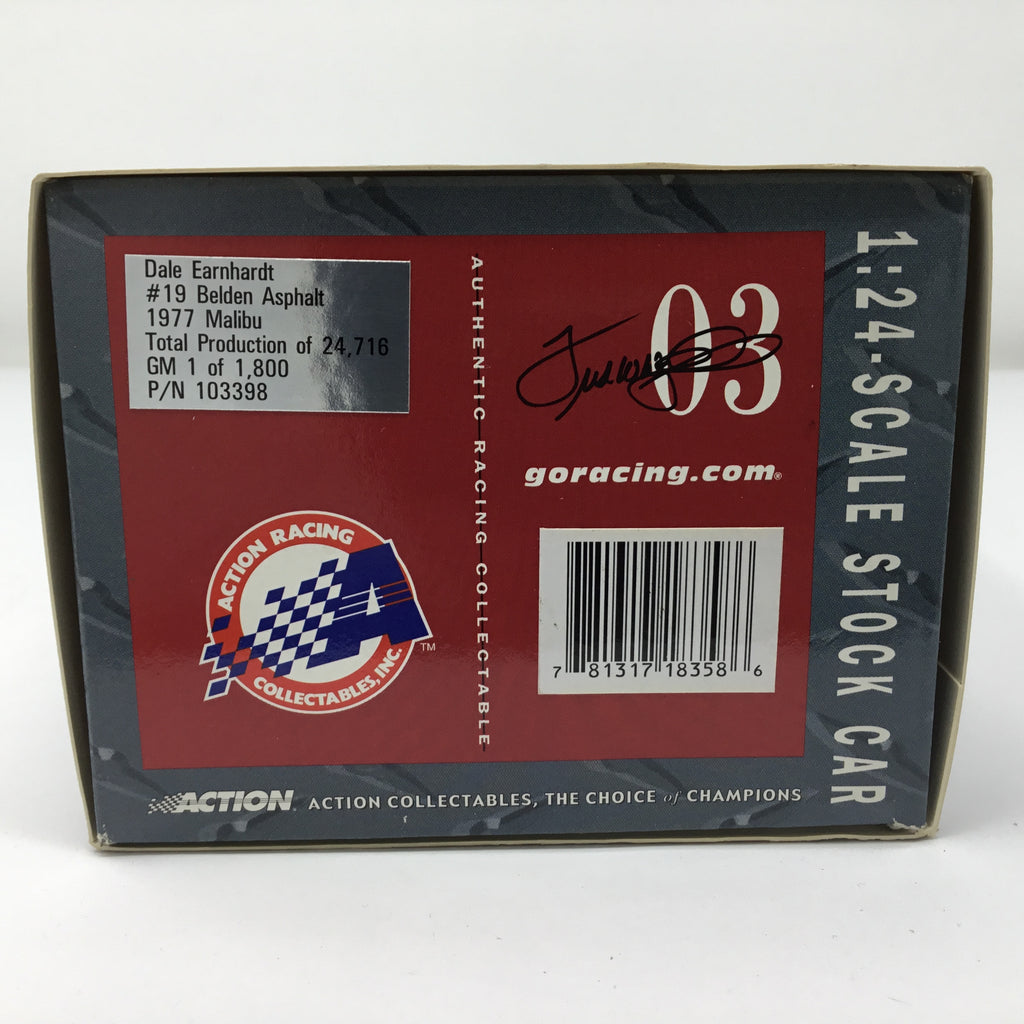 Dale Earnhardt
#19 Belden Asphalt
1977 Malibu
Total Production of 24,716
GM 1 of 1,800
P/N 103398
AUTHENTIC RACING COLLECTABLE
03
goracing.com®
ACTION RACING
A
COLLECTABLES, INC.
TM
7 81317 18358 6
1:24-SCALE STOCK CAR
ACTION ACTION COLLECTABLES, THE CHOICE of CHAMPIONS